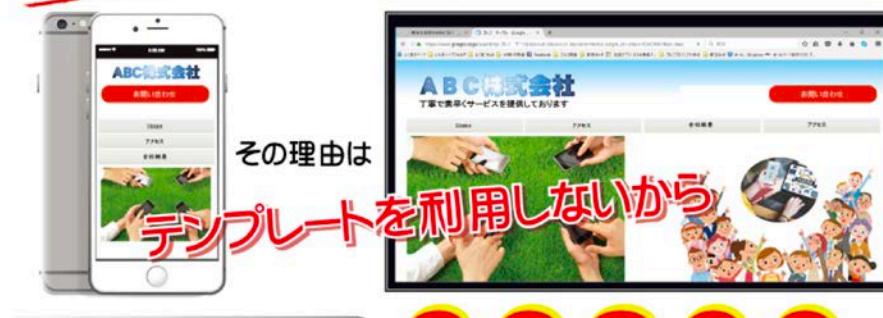 ABC株式会社
お問い合わせ
Home
アクセス
会社概要
その理由は
テンプレートを利用しないから
ABC株式会社
丁寧で素早くサービスを提供しております
お問い合わせ
Home
アクセス
会社概要
アクセス